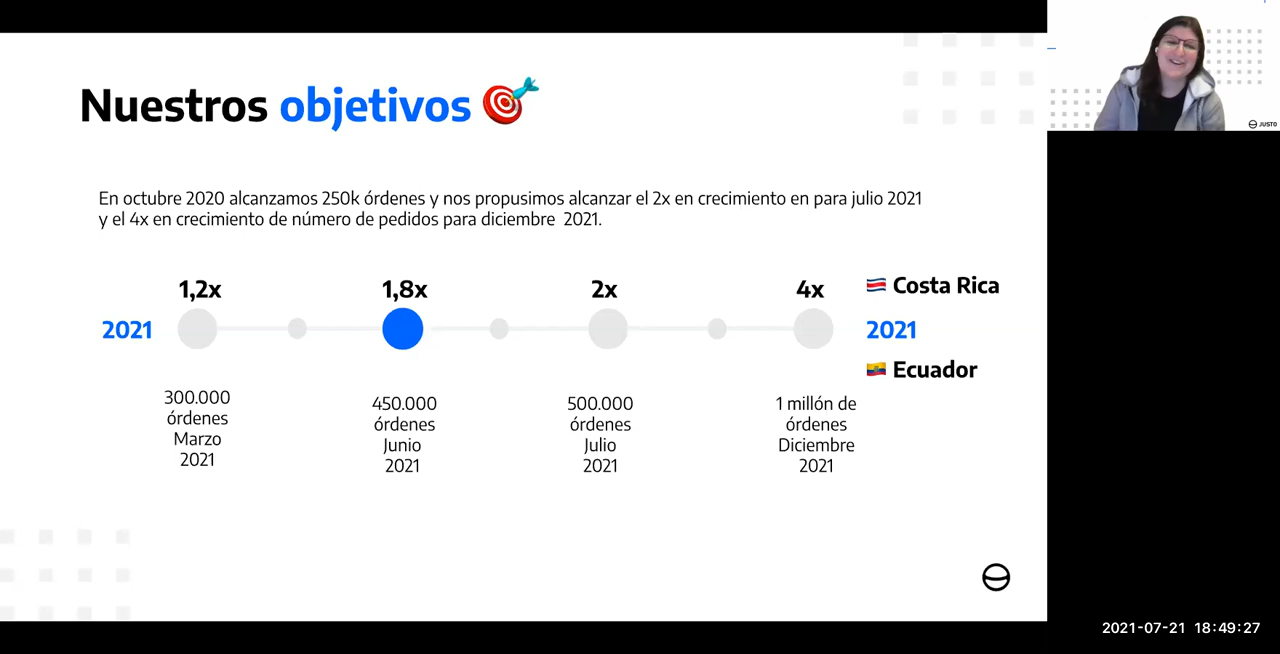 Nuestros objetivos
En octubre 2020 alcanzamos 250k órdenes y nos propusimos alcanzar el 2x en crecimiento en para julio 2021
y el 4x en crecimiento de número de pedidos para diciembre 2021.
1,2x
1,8x
2x
4x
Costa Rica
2021
2021
Ecuador
300.000
órdenes
Marzo
2021
450.000
órdenes
Junio
2021
500.000
órdenes
Julio
2021
1 millón de
órdenes
Diciembre
2021
JUSTO
2021-07-21 18:49:27